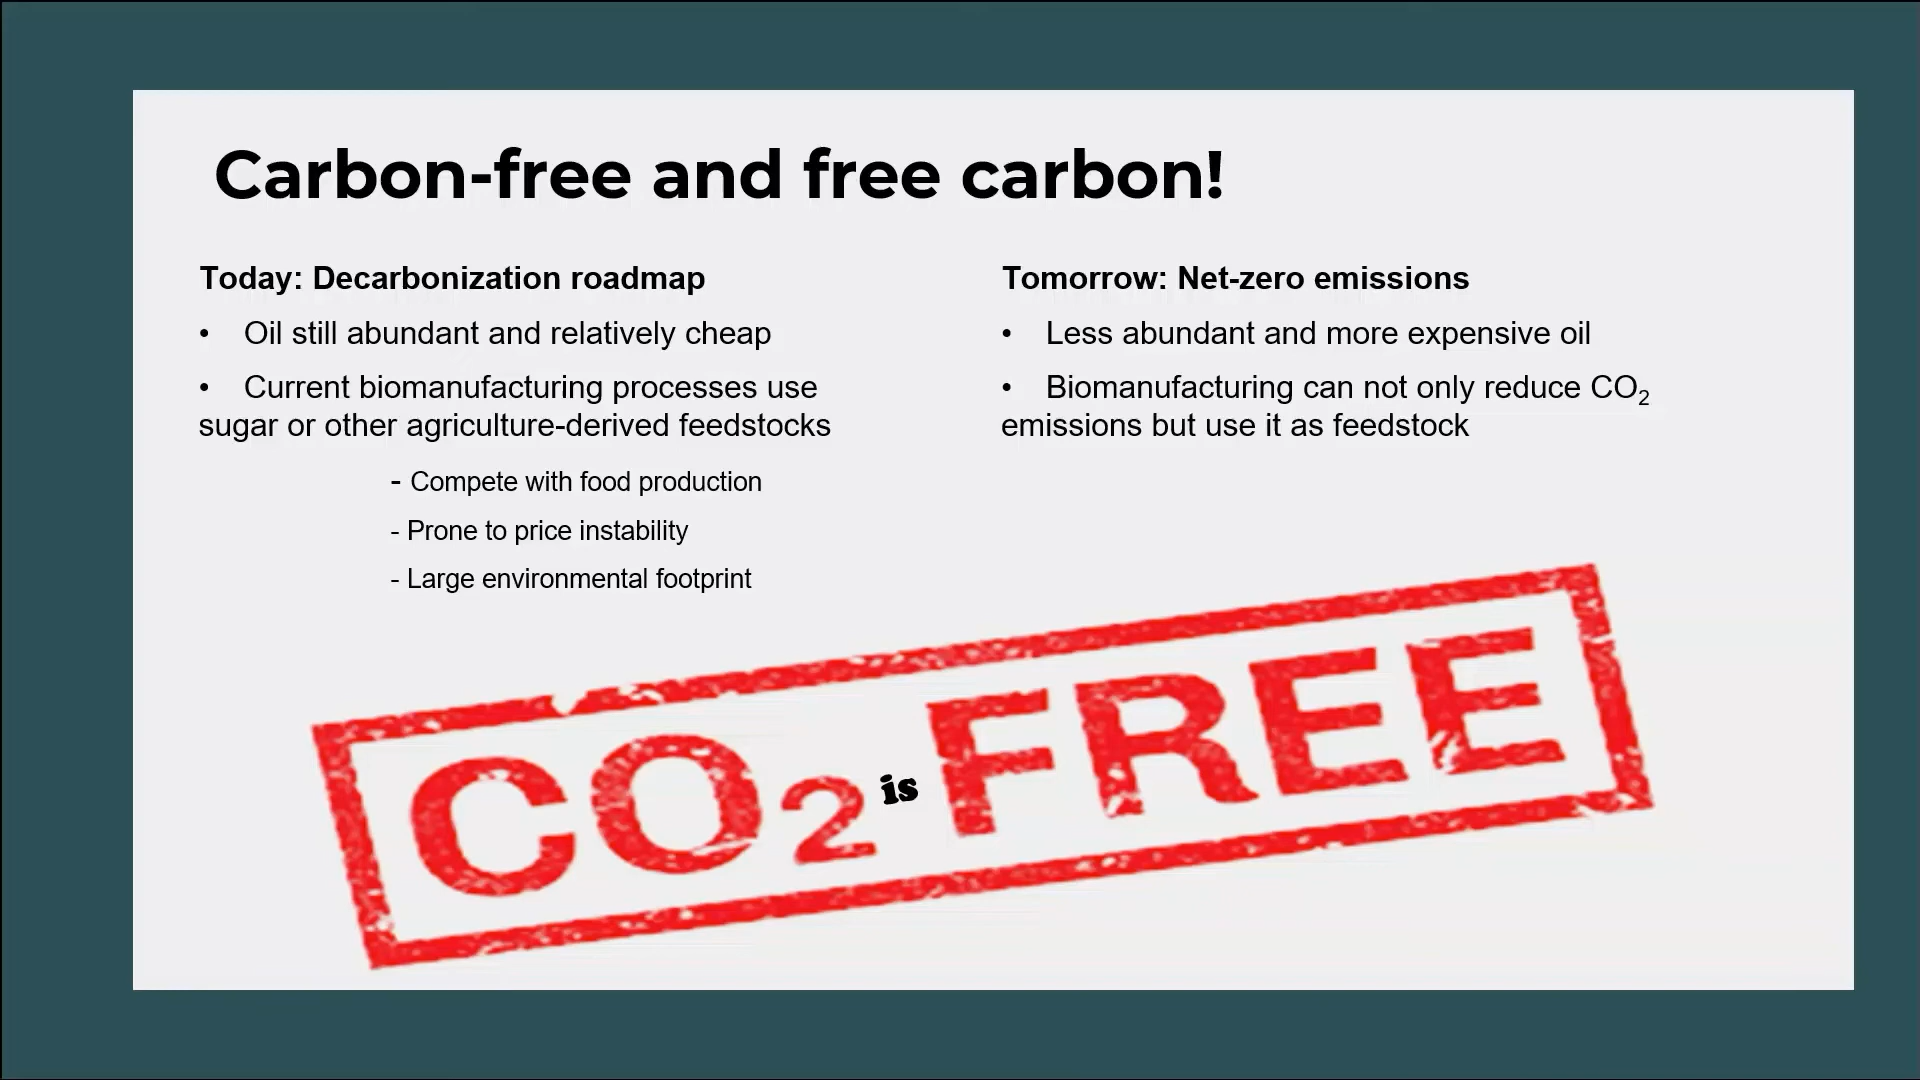 Carbon-free and free carbon!
Today: Decarbonization roadmap
• Oil still abundant and relatively cheap
• Current biomanufacturing processes use
sugar or other agriculture-derived feedstocks
- Compete with food production
- Prone to price instability
- Large environmental footprint
Tomorrow: Net-zero emissions
• Less abundant and more expensive oil
• Biomanufacturing can not only reduce CO₂
emissions but use it as feedstock
CO₂ is FREE